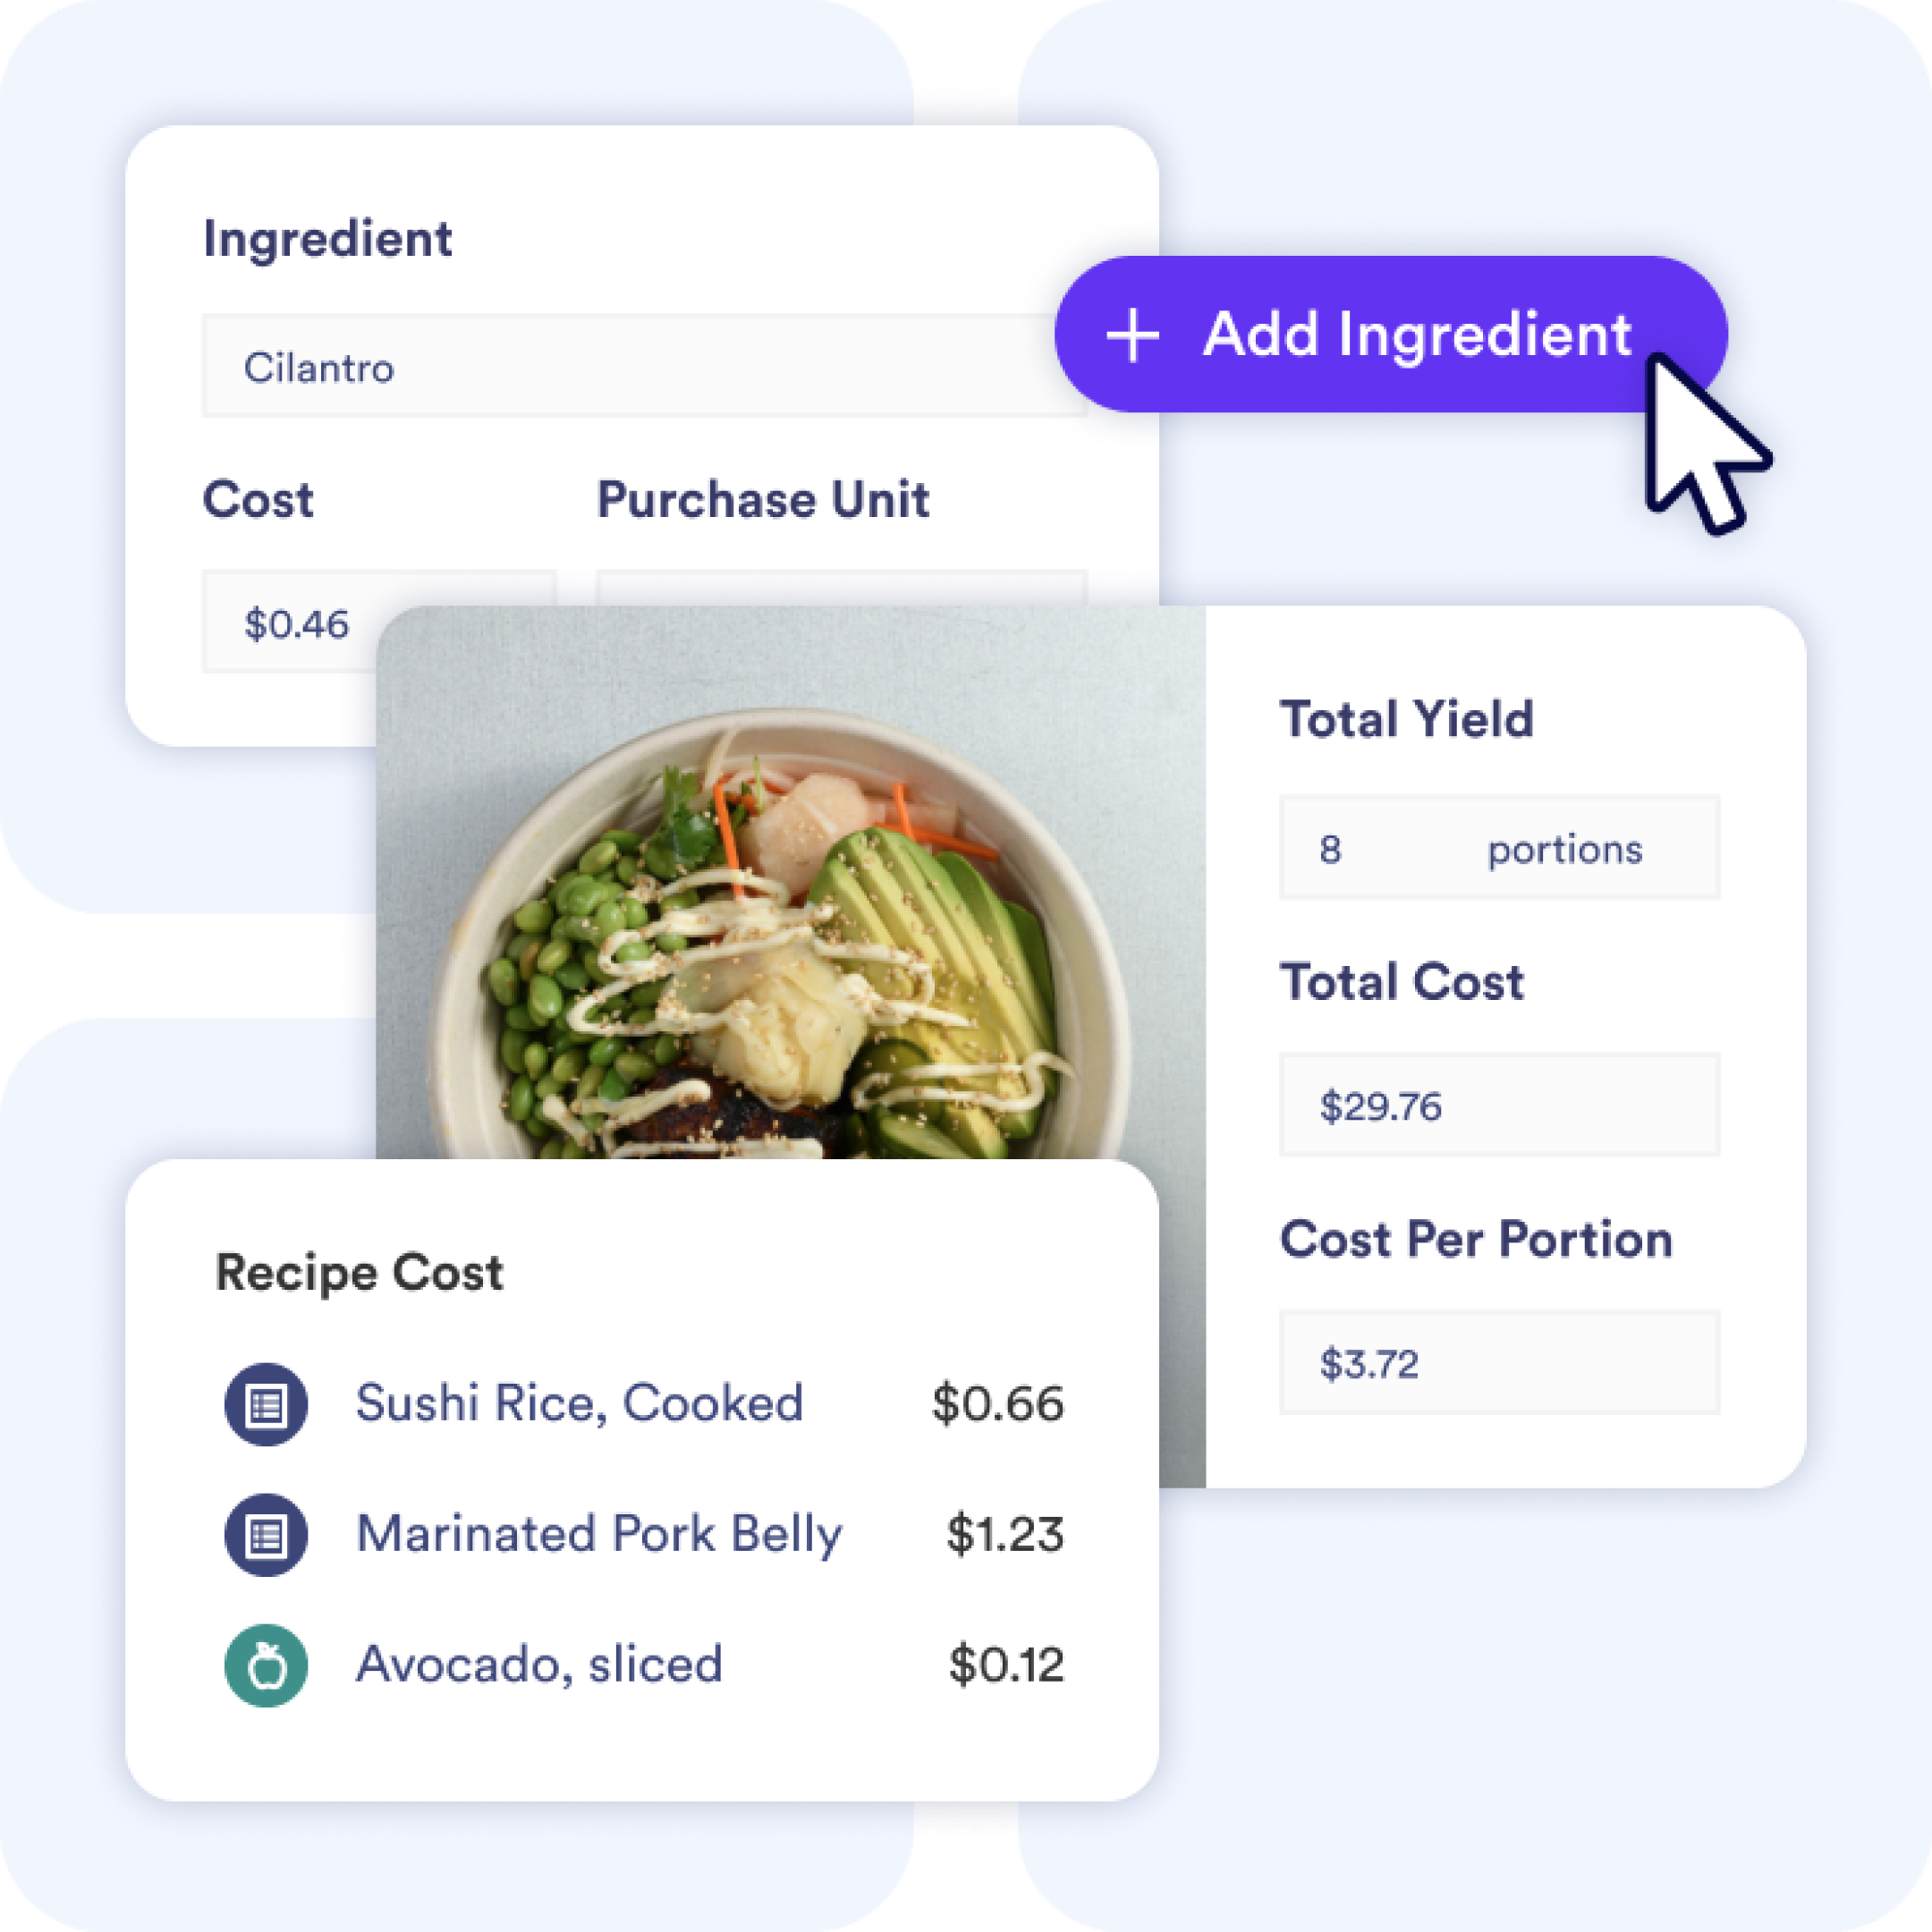 Ingredient
Cilantro
+ Add Ingredient
Cost Purchase Unit
$0.46
Total Yield
8 portions
Total Cost
$29.76
Cost Per Portion
$3.72
Recipe Cost
Sushi Rice, Cooked $0.66
Marinated Pork Belly $1.23
Avocado, sliced $0.12